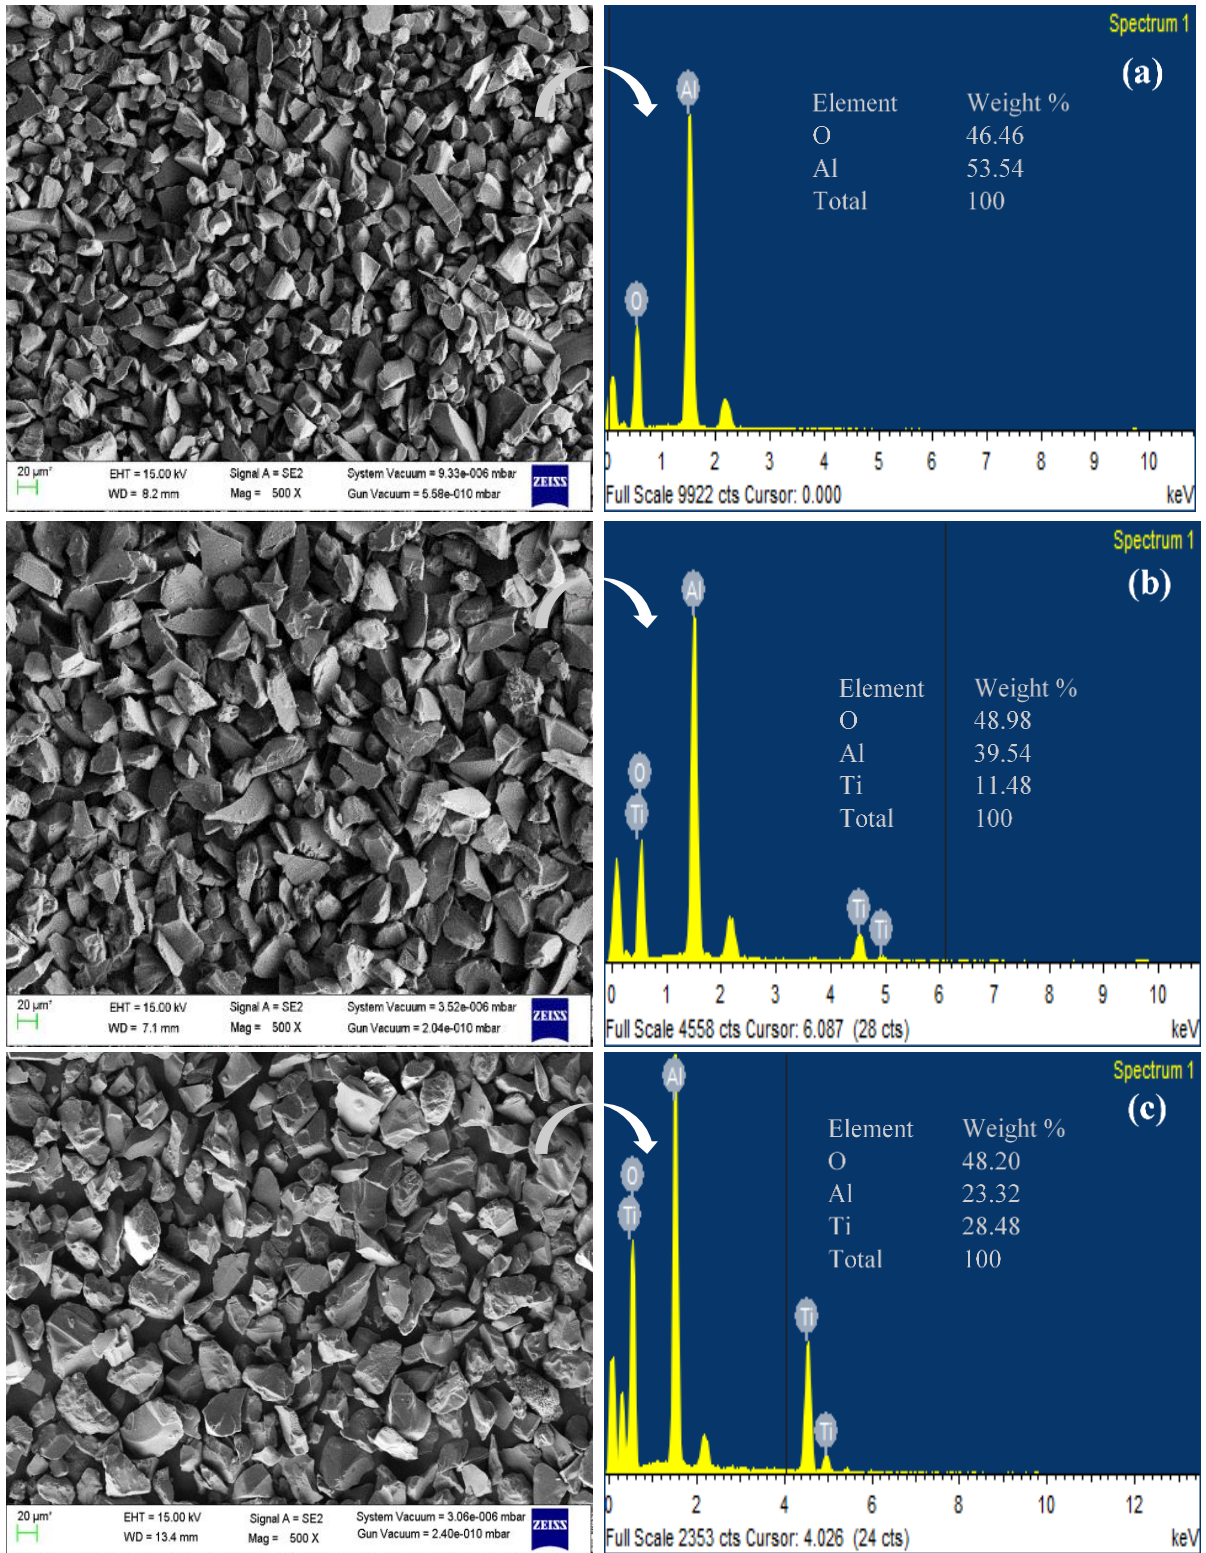 Spectrum 1
(a)
Al
Element Weight %
O 46.46
Al 53.54
Total 100
O
0 1 2 3 4 5 6 7 8 9 10
Full Scale 9922 cts Cursor: 0.000 keV
20 µm*
EHT = 15.00 kV Signal A = SE2 System Vacuum = 9.33e-006 mbar
WD = 8.2 mm Mag = 500 X Gun Vacuum = 5.58e-010 mbar
ZEISS
Spectrum 1
(b)
Al
Element Weight %
O 48.98
Al 39.54
Ti 11.48
Total 100
O
Ti
Ti
Ti
0 1 2 3 4 5 6 7 8 9 10
Full Scale 4558 cts Cursor: 6.087 (28 cts) keV
20 µm*
EHT = 15.00 kV Signal A = SE2 System Vacuum = 3.52e-006 mbar
WD = 7.1 mm Mag = 500 X Gun Vacuum = 2.04e-010 mbar
ZEISS
Spectrum 1
(c)
Al
Element Weight %
O 48.20
Al 23.32
Ti 28.48
Total 100
O
Ti
Ti
Ti
0 2 4 6 8 10 12
Full Scale 2353 cts Cursor: 4.026 (24 cts) keV
20 µm*
EHT = 15.00 kV Signal A = SE2 System Vacuum = 3.06e-006 mbar
WD = 13.4 mm Mag = 500 X Gun Vacuum = 2.40e-010 mbar
ZEISS